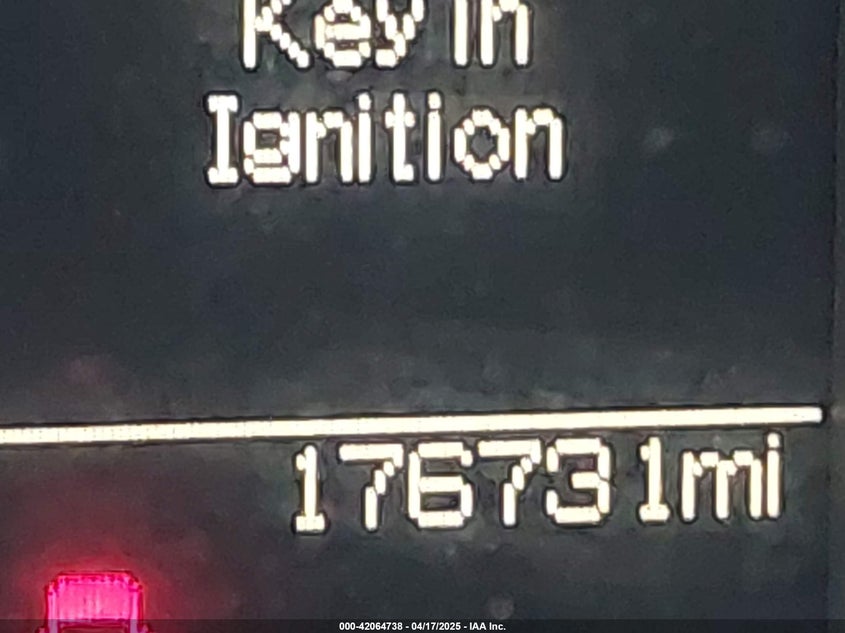 Key in
Ignition
176731mi
000-42064738 - 04/17/2025 - IAA Inc.